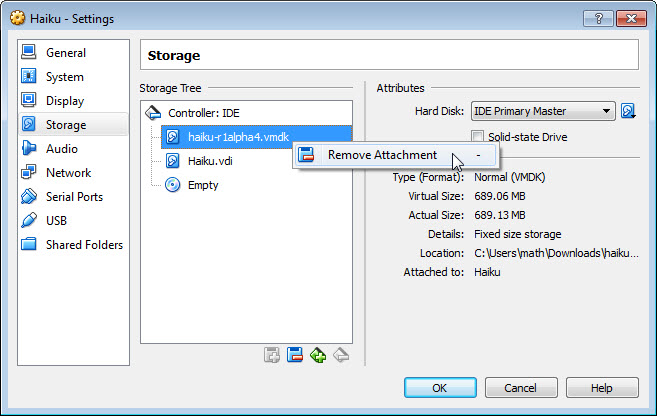 Haiku - Settings
General
System
Display
Storage
Audio
Network
Serial Ports
USB
Shared Folders
Storage
Storage Tree
Controller: IDE
haiku-r1alpha4.vmdk
Haiku.vdi
Empty
Remove Attachment -
Attributes
Hard Disk: IDE Primary Master
Solid-state Drive
Type (Format): Normal (VMDK)
Virtual Size: 689.06 MB
Actual Size: 689.13 MB
Details: Fixed size storage
Location: C:\Users\math\Downloads\haiku...
Attached to: Haiku
OK Cancel Help